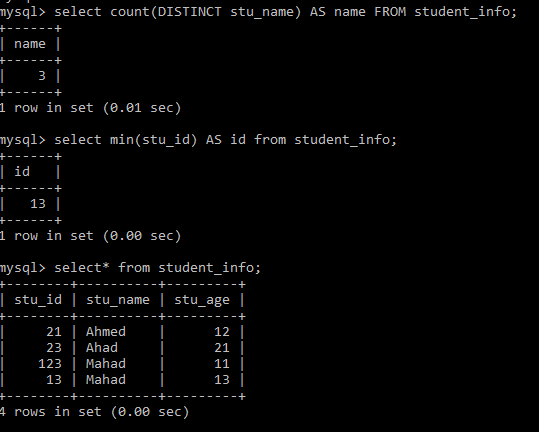 mysql> select count(DISTINCT stu_name) AS name FROM student_info;
+------+
| name |
+------+
|    3 |
+------+
1 row in set (0.01 sec)
mysql> select min(stu_id) AS id from student_info;
+------+
| id   |
+------+
|   13 |
+------+
1 row in set (0.00 sec)
mysql> select* from student_info;
+--------+----------+---------+
| stu_id | stu_name | stu_age |
+--------+----------+---------+
|     21 | Ahmed    |      12 |
|     23 | Ahad     |      21 |
|    123 | Mahad    |      11 |
|     13 | Mahad    |      13 |
+--------+----------+---------+
4 rows in set (0.00 sec)